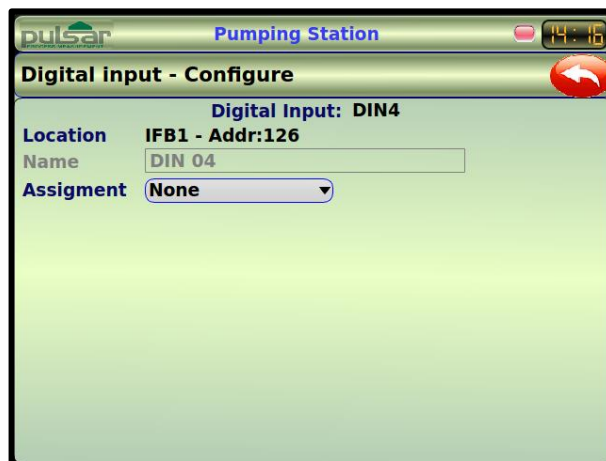 pulsar
Pumping Station
14:16
Digital input - Configure
Digital Input: DIN4
Location IFB1 - Addr:126
Name DIN 04
Assigment None